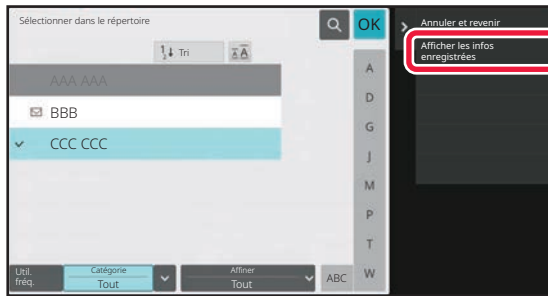 Sélectionner dans le répertoire
OK
Annuler et revenir
Afficher les infos
enregistrées
Tri
AA
AAA AAA
BBB
CCC CCC
A
D
G
J
M
P
T
W
Util.
fréq.
Catégorie
Tout
Affiner
Tout
ABC